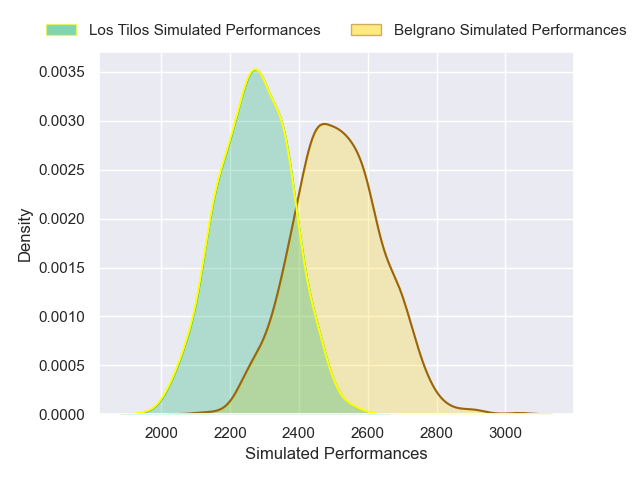 Los Tilos Simulated Performances
Belgrano Simulated Performances
0.0035
0.0030
0.0025
0.0020
0.0015
0.0010
0.0005
0.0000
Density
2000 2200 2400 2600 2800 3000
Simulated Performances